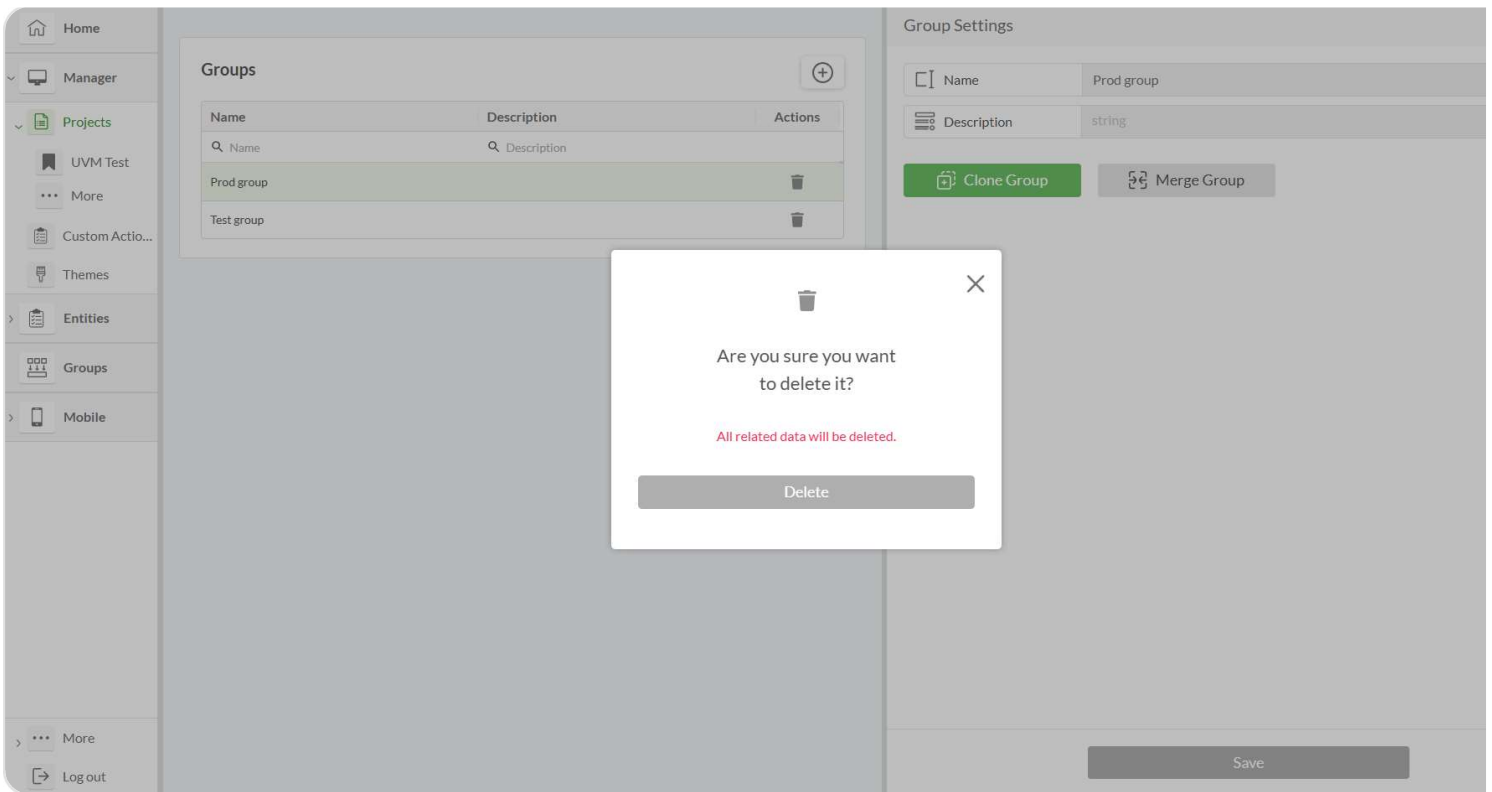 Home
Manager
Projects
UVM Test
More
Custom Actio...
Themes
Entities
Groups
Mobile
More
Log out
Groups
Name Description Actions
Name Description
Prod group
Test group
Group Settings
Name Prod group
Description string
Clone Group Merge Group
Save
Are you sure you want
to delete it?
All related data will be deleted.
Delete